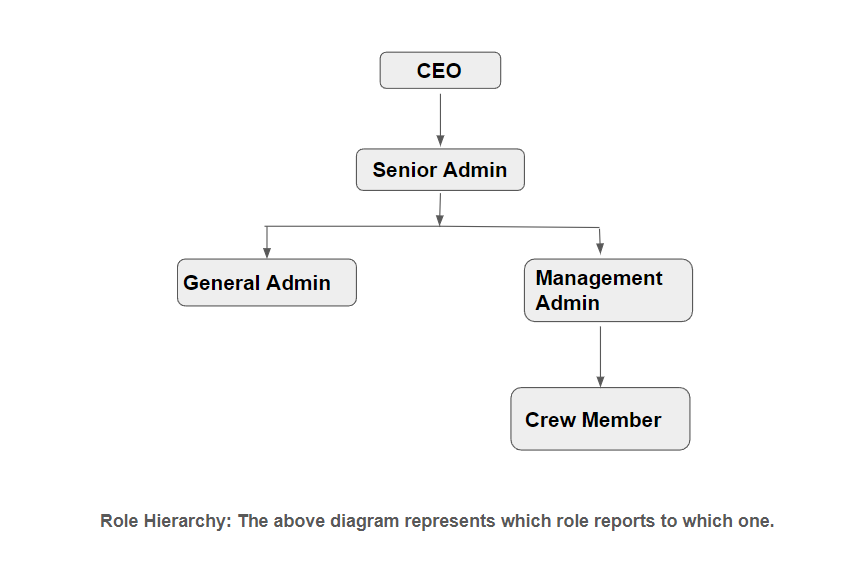 CEO
Senior Admin
General Admin
Management
Admin
Crew Member
Role Hierarchy: The above diagram represents which role reports to which one.